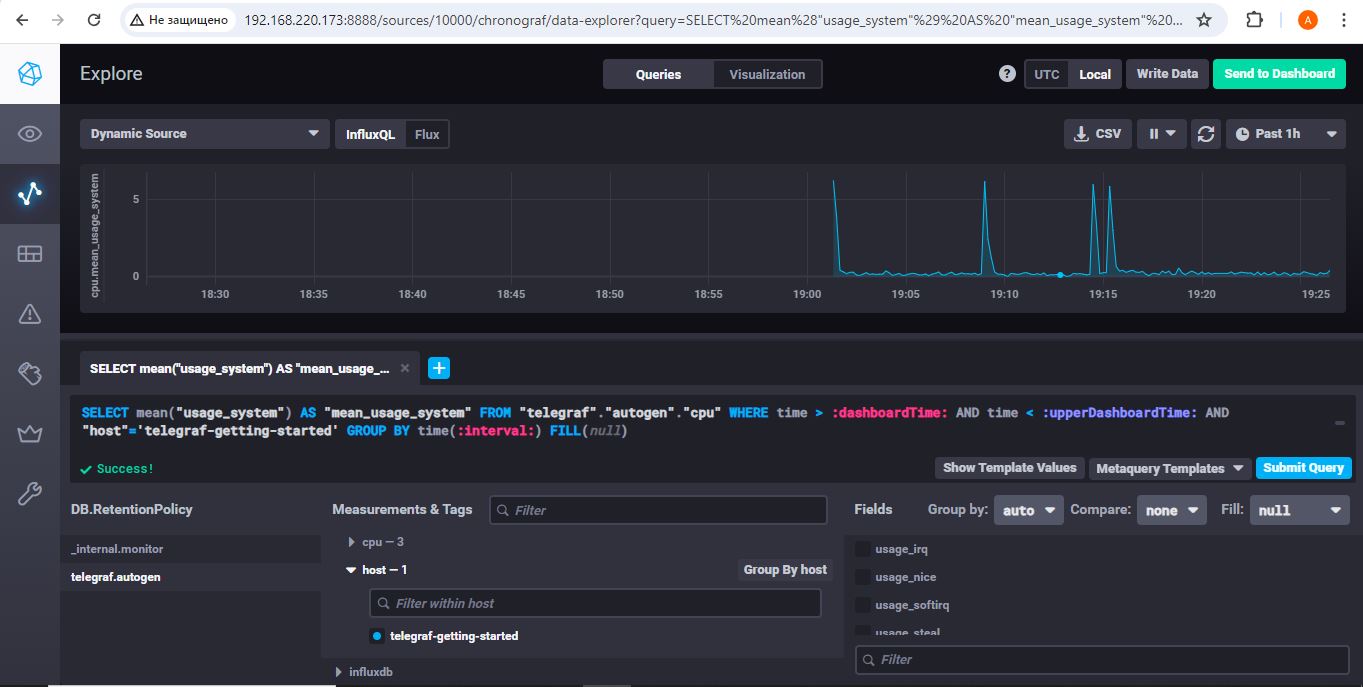 Не защищено
192.168.220.173:8888/sources/10000/chronograf/data-explorer?query=SELECT%20mean%28"usage_system"%29%20AS%20"mean_usage_system"%20...
A
Explore
Queries
Visualization
?
UTC
Local
Write Data
Send to Dashboard
Dynamic Source
InfluxQL
Flux
CSV
Past 1h
cpu.mean_usage_system
5
0
18:30
18:35
18:40
18:45
18:50
18:55
19:00
19:05
19:10
19:15
19:20
19:25
SELECT mean("usage_system") AS "mean_usage_...
SELECT mean("usage_system") AS "mean_usage_system" FROM "telegraf"."autogen"."cpu" WHERE time > :dashboardTime: AND time < :upperDashboardTime: AND
"host"='telegraf-getting-started' GROUP BY time(:interval:) FILL(null)
Success!
Show Template Values
Metaquery Templates
Submit Query
DB.RetentionPolicy
Measurements & Tags
Filter
Fields
Group by:
auto
Compare:
none
Fill:
null
_internal.monitor
telegraf.autogen
cpu — 3
host — 1
Group By host
Filter within host
telegraf-getting-started
influxdb
usage_irq
usage_nice
usage_softirq
usage_steal
Filter